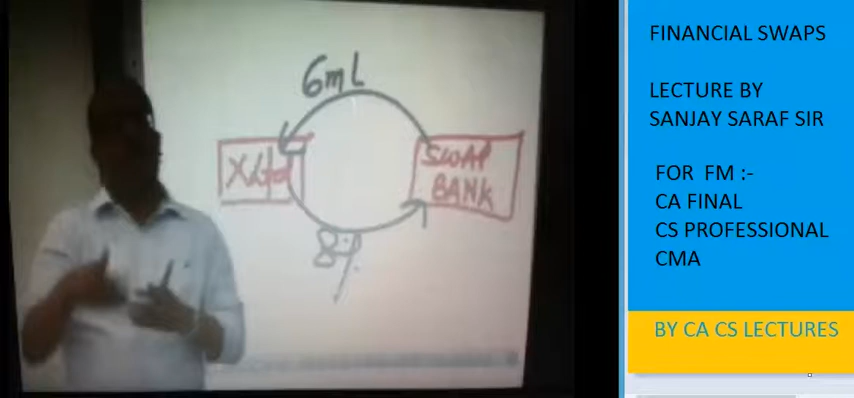 6mL
X Ltd
SWAP
BANK
8%
FINANCIAL SWAPS
LECTURE BY
SANJAY SARAF SIR
FOR FM :-
CA FINAL
CS PROFESSIONAL
CMA
BY CA CS LECTURES